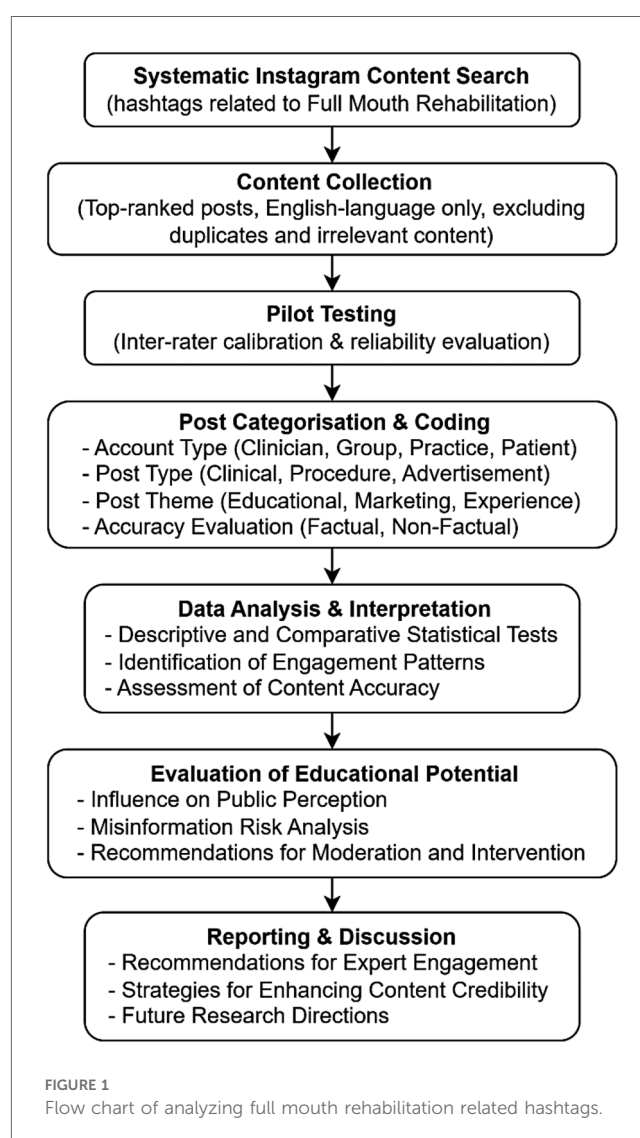 Systematic Instagram Content Search
(hashtags related to Full Mouth Rehabilitation)
Content Collection
(Top-ranked posts, English-language only, excluding
duplicates and irrelevant content)
Pilot Testing
(Inter-rater calibration & reliability evaluation)
Post Categorisation & Coding
- Account Type (Clinician, Group, Practice, Patient)
- Post Type (Clinical, Procedure, Advertisement)
- Post Theme (Educational, Marketing, Experience)
- Accuracy Evaluation (Factual, Non-Factual)
Data Analysis & Interpretation
- Descriptive and Comparative Statistical Tests
- Identification of Engagement Patterns
- Assessment of Content Accuracy
Evaluation of Educational Potential
- Influence on Public Perception
- Misinformation Risk Analysis
- Recommendations for Moderation and Intervention
Reporting & Discussion
- Recommendations for Expert Engagement
- Strategies for Enhancing Content Credibility
- Future Research Directions
FIGURE 1
Flow chart of analyzing full mouth rehabilitation related hashtags.